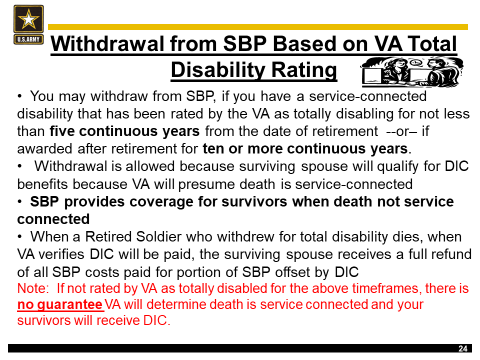 U.S.ARMY
Withdrawal from SBP Based on VA Total
Disability Rating
• You may withdraw from SBP, if you have a service-connected
disability that has been rated by the VA as totally disabling for not less
than five continuous years from the date of retirement --or– if
awarded after retirement for ten or more continuous years.
• Withdrawal is allowed because surviving spouse will qualify for DIC
benefits because VA will presume death is service-connected
• SBP provides coverage for survivors when death not service
connected
• When a Retired Soldier who withdrew for total disability dies, when
VA verifies DIC will be paid, the surviving spouse receives a full refund
of all SBP costs paid for portion of SBP offset by DIC
Note: If not rated by VA as totally disabled for the above timeframes, there is
no guarantee VA will determine death is service connected and your
survivors will receive DIC.
24